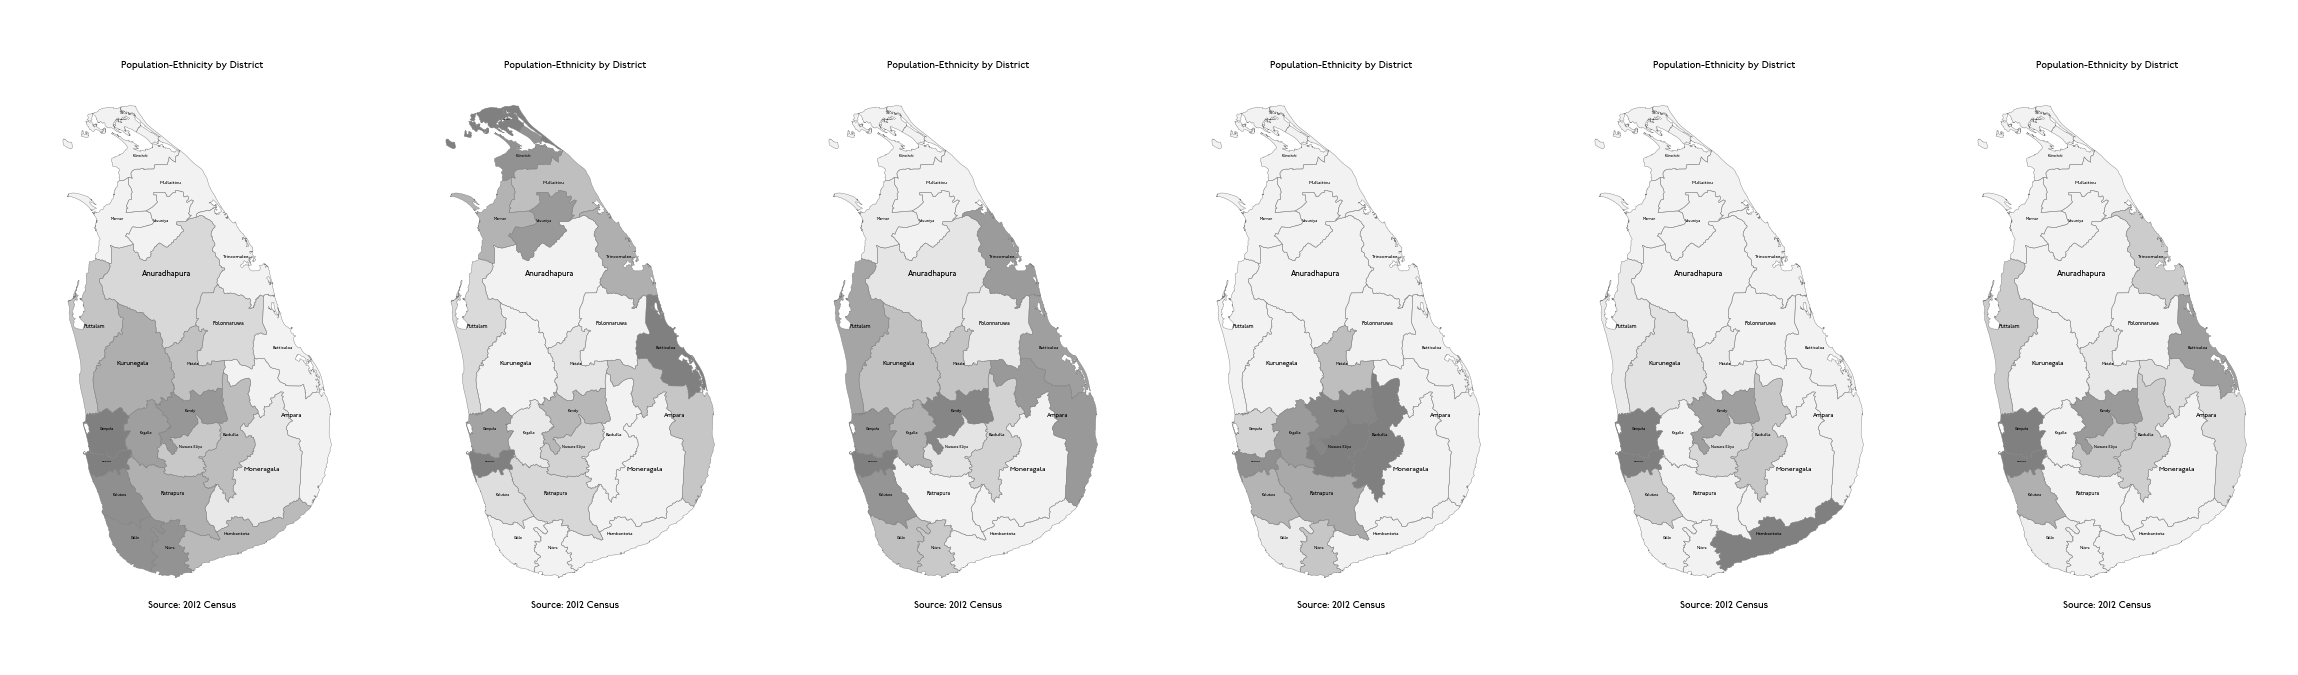 Population-Ethnicity by District
Kilinochchi
Mullaitivu
Mannar
Vavuniya
Trincomalee
Anuradhapura
Puttalam
Polonnaruwa
Batticaloa
Kurunegala
Matale
Kandy
Ampara
Gampaha
Kegalle
Badulla
Nuwara Eliya
Moneragala
Kalutara
Ratnapura
Galle
Matara
Hambantota
Source: 2012 Census
Population-Ethnicity by District
Mullaitivu
Mannar
Vavuniya
Trincomalee
Anuradhapura
Puttalam
Polonnaruwa
Batticaloa
Kurunegala
Matale
Kandy
Ampara
Gampaha
Kegalle
Badulla
Nuwara Eliya
Moneragala
Kalutara
Ratnapura
Galle
Matara
Hambantota
Source: 2012 Census
Population-Ethnicity by District
Mullaitivu
Mannar
Vavuniya
Trincomalee
Anuradhapura
Puttalam
Polonnaruwa
Batticaloa
Kurunegala
Matale
Kandy
Ampara
Gampaha
Kegalle
Badulla
Nuwara Eliya
Moneragala
Kalutara
Ratnapura
Galle
Matara
Hambantota
Source: 2012 Census
Population-Ethnicity by District
Mullaitivu
Mannar
Vavuniya
Trincomalee
Anuradhapura
Puttalam
Polonnaruwa
Batticaloa
Kurunegala
Matale
Kandy
Ampara
Gampaha
Kegalle
Badulla
Nuwara Eliya
Moneragala
Kalutara
Ratnapura
Galle
Matara
Hambantota
Source: 2012 Census
Population-Ethnicity by District
Mullaitivu
Mannar
Vavuniya
Trincomalee
Anuradhapura
Puttalam
Polonnaruwa
Batticaloa
Kurunegala
Matale
Kandy
Ampara
Gampaha
Kegalle
Badulla
Nuwara Eliya
Moneragala
Kalutara
Ratnapura
Galle
Matara
Hambantota
Source: 2012 Census
Population-Ethnicity by District
Mullaitivu
Mannar
Vavuniya
Trincomalee
Anuradhapura
Puttalam
Polonnaruwa
Batticaloa
Kurunegala
Matale
Kandy
Ampara
Gampaha
Kegalle
Badulla
Nuwara Eliya
Moneragala
Kalutara
Ratnapura
Galle
Matara
Hambantota
Source: 2012 Census